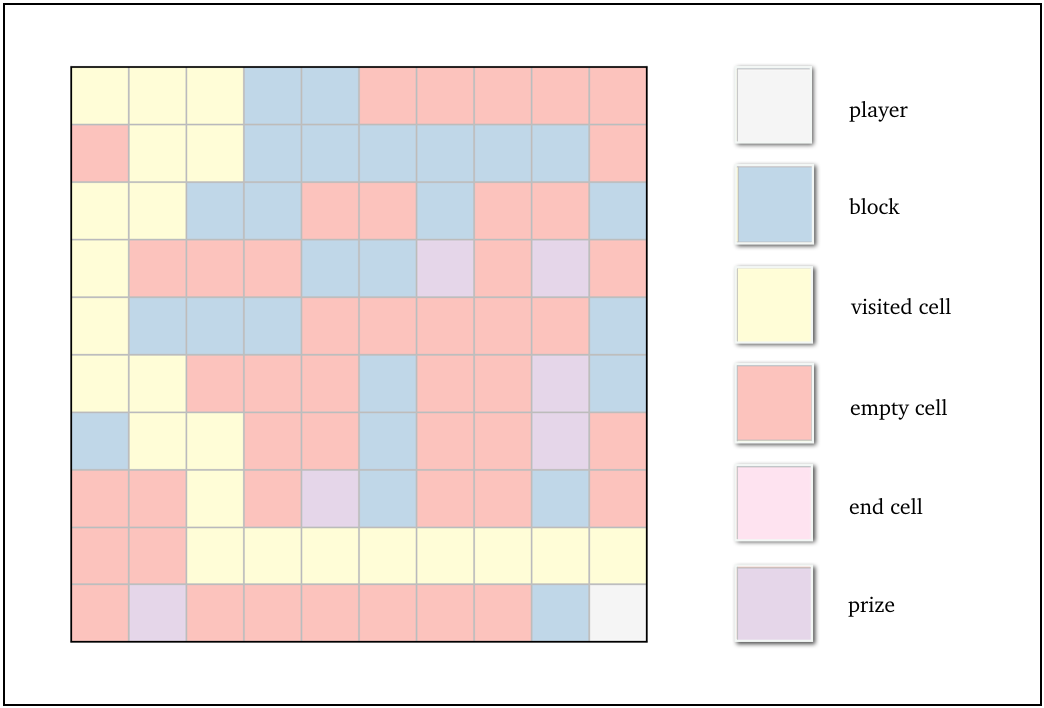 player
block
visited cell
empty cell
end cell
prize